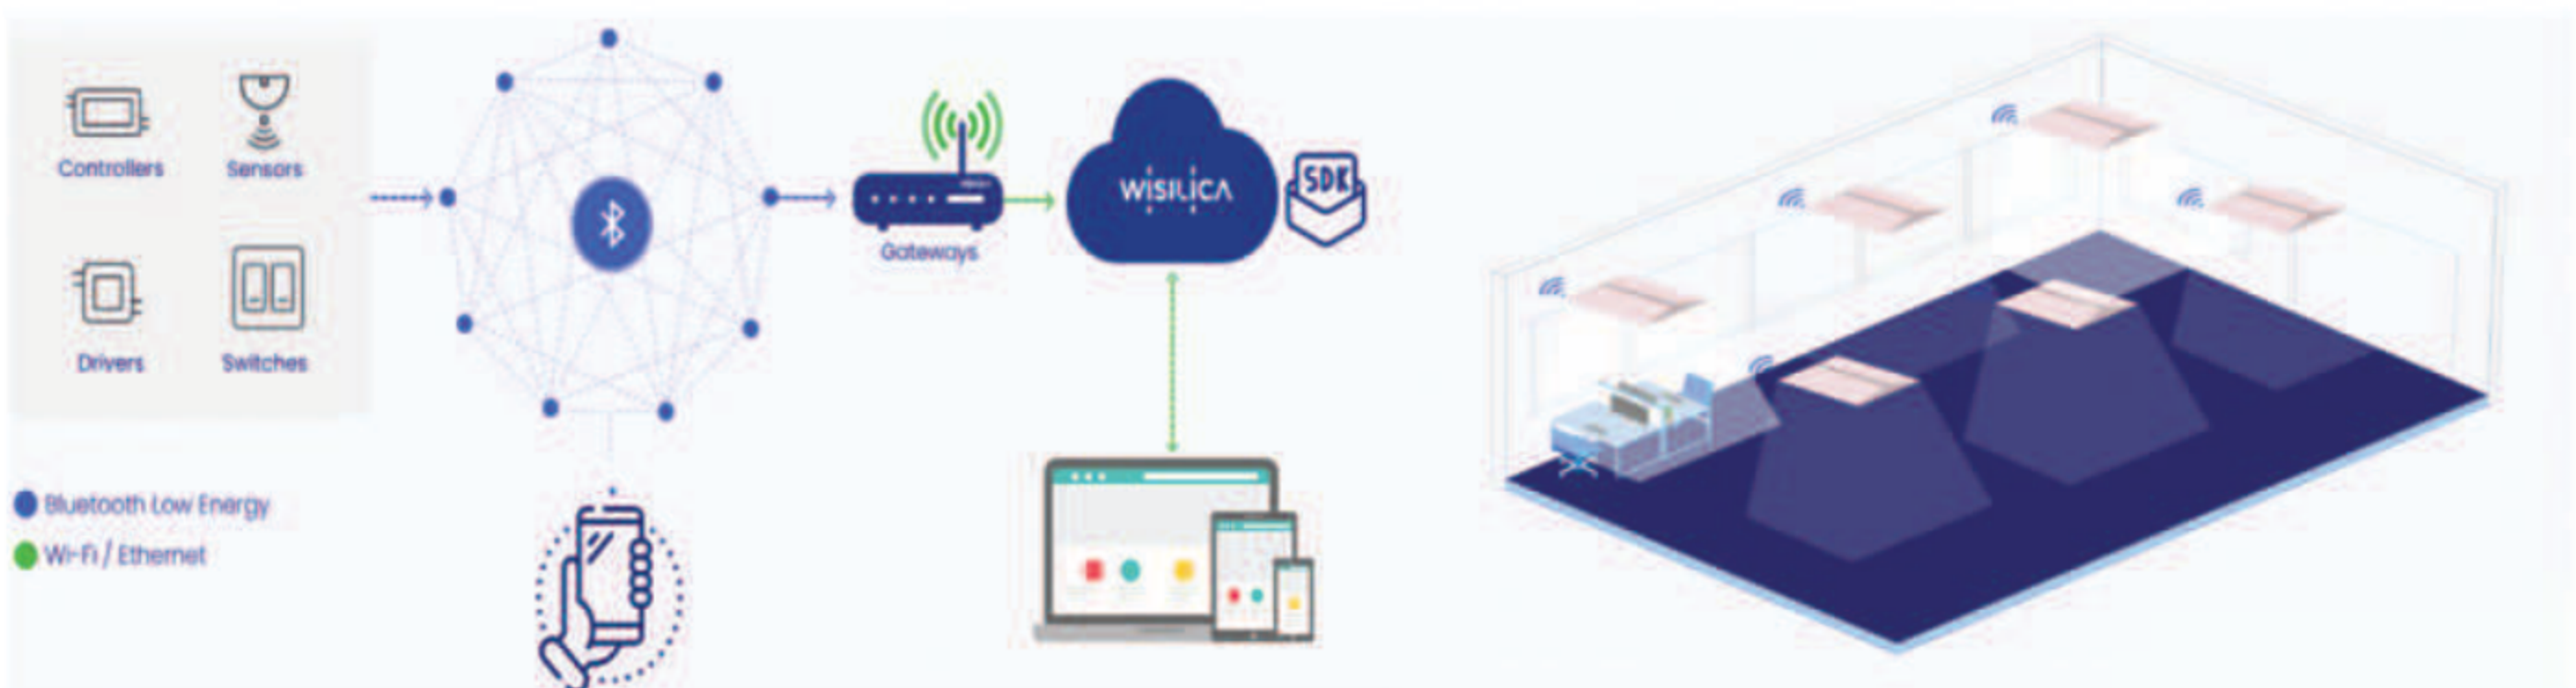 Controllers
Sensors
Drivers
Switches
Gateways
WiSILICA
SDK
Bluetooth Low Energy
Wi-Fi / Ethernet